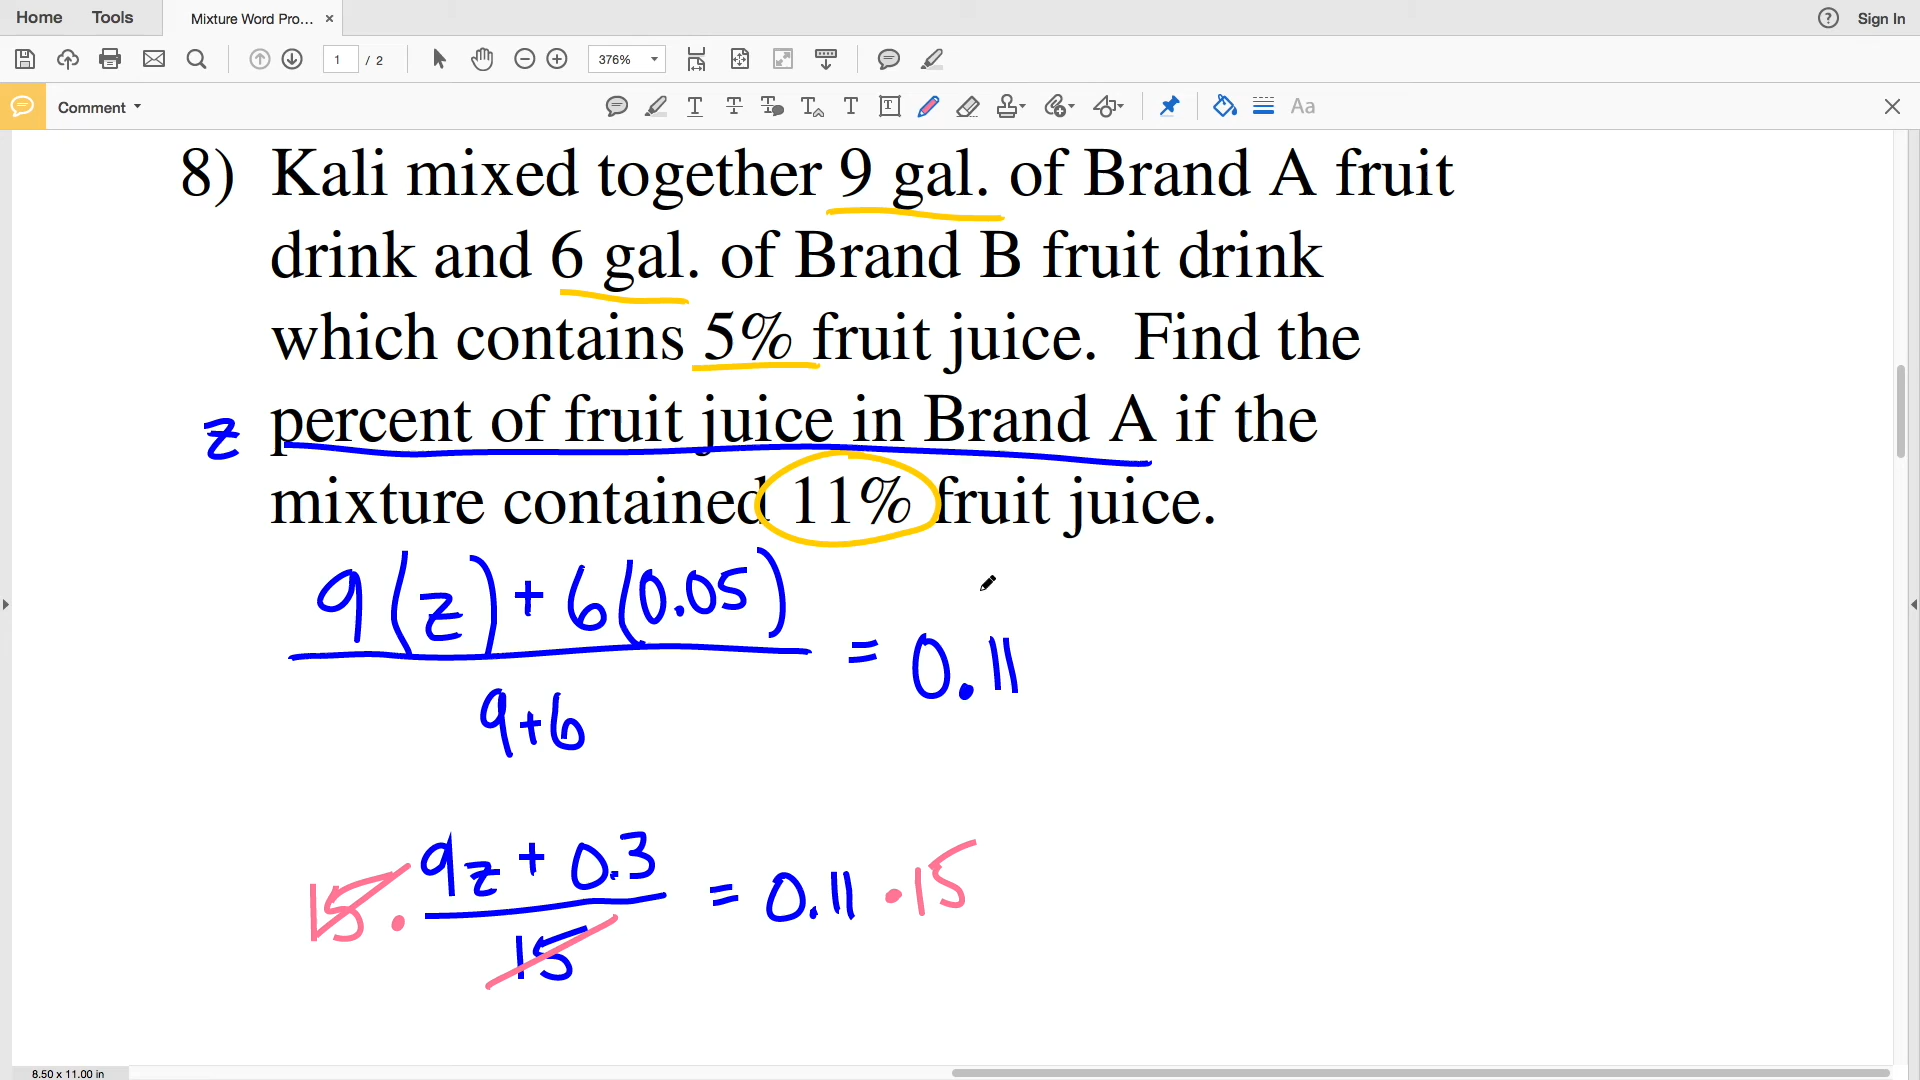 Home Tools Mixture Word Pro... × ? Sign In
1 / 2 376%
Comment Aa
8) Kali mixed together 9 gal. of Brand A fruit
drink and 6 gal. of Brand B fruit drink
which contains 5% fruit juice. Find the
z percent of fruit juice in Brand A if the
mixture contained 11% fruit juice.
9(z) + 6(0.05)
= 0.11
9+6
9z + 0.3
15 · = 0.11 · 15
15
8.50 x 11.00 in